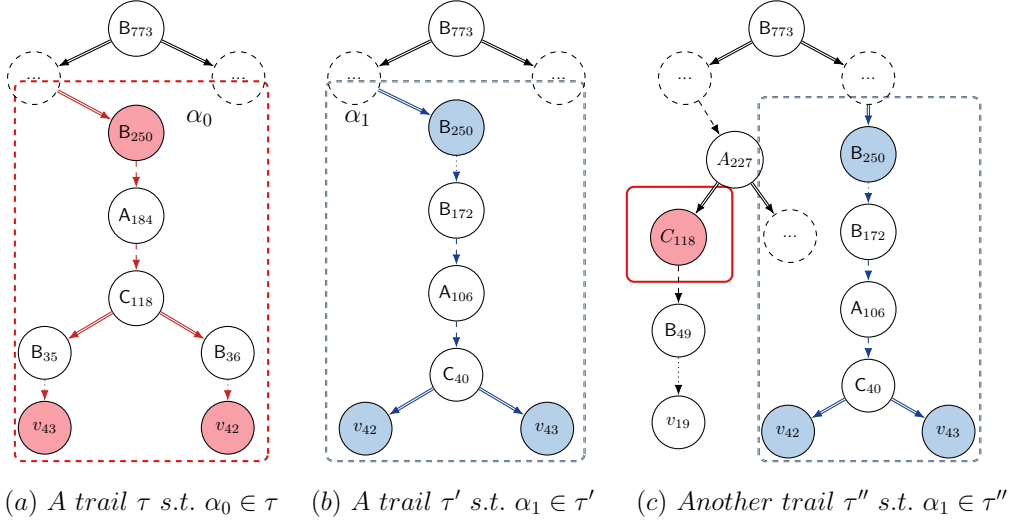 B773 B773 B773
... ... ... ... ... ...
B250 α0 α1 B250 B250
A227
A184 B172 C118 ... B172
C118 A106 B49 A106
B35 B36 C40 C40
v43 v42 v42 v43 v19 v42 v43
(a) A trail τ s.t. α0 ∈ τ (b) A trail τ′ s.t. α1 ∈ τ′ (c) Another trail τ′′ s.t. α1 ∈ τ′′